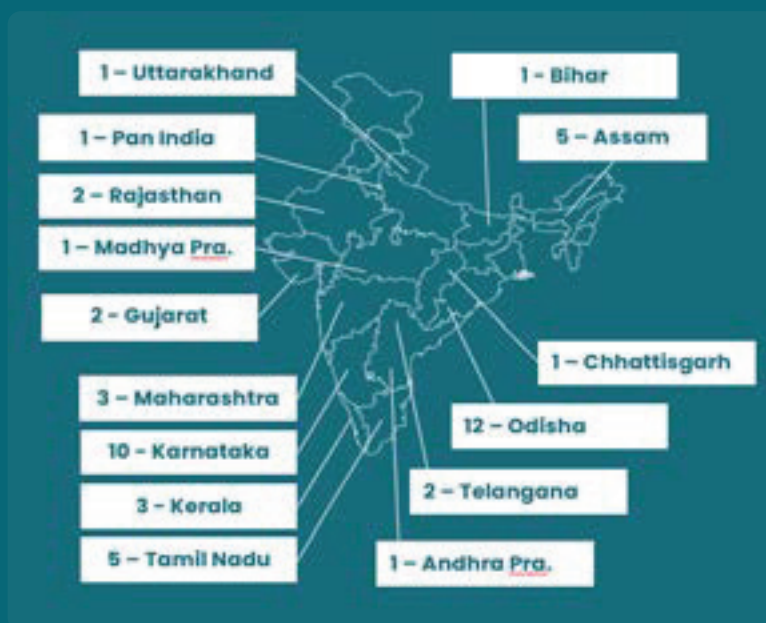 1 – Uttarakhand
1 - Bihar
1 – Pan India
5 – Assam
2 – Rajasthan
1 – Madhya Pra.
2 - Gujarat
1 – Chhattisgarh
3 – Maharashtra
12 – Odisha
10 - Karnataka
2 – Telangana
3 - Kerala
5 – Tamil Nadu
1 – Andhra Pra.